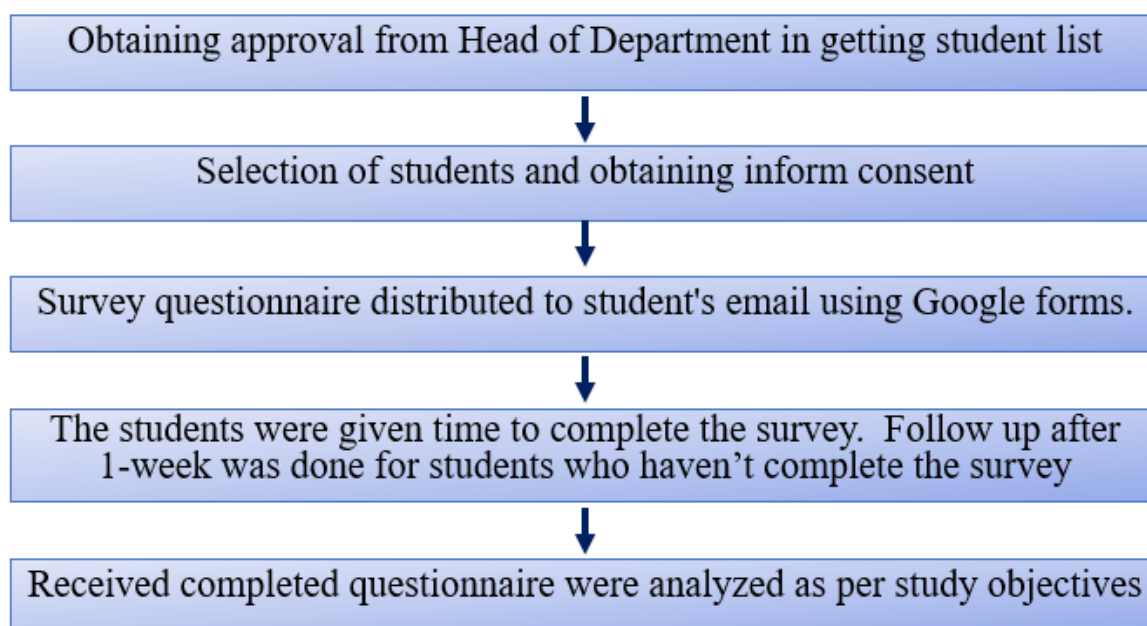 Obtaining approval from Head of Department in getting student list
Selection of students and obtaining inform consent
Survey questionnaire distributed to student's email using Google forms.
The students were given time to complete the survey.  Follow up after
1-week was done for students who haven’t complete the survey
Received completed questionnaire were analyzed as per study objectives